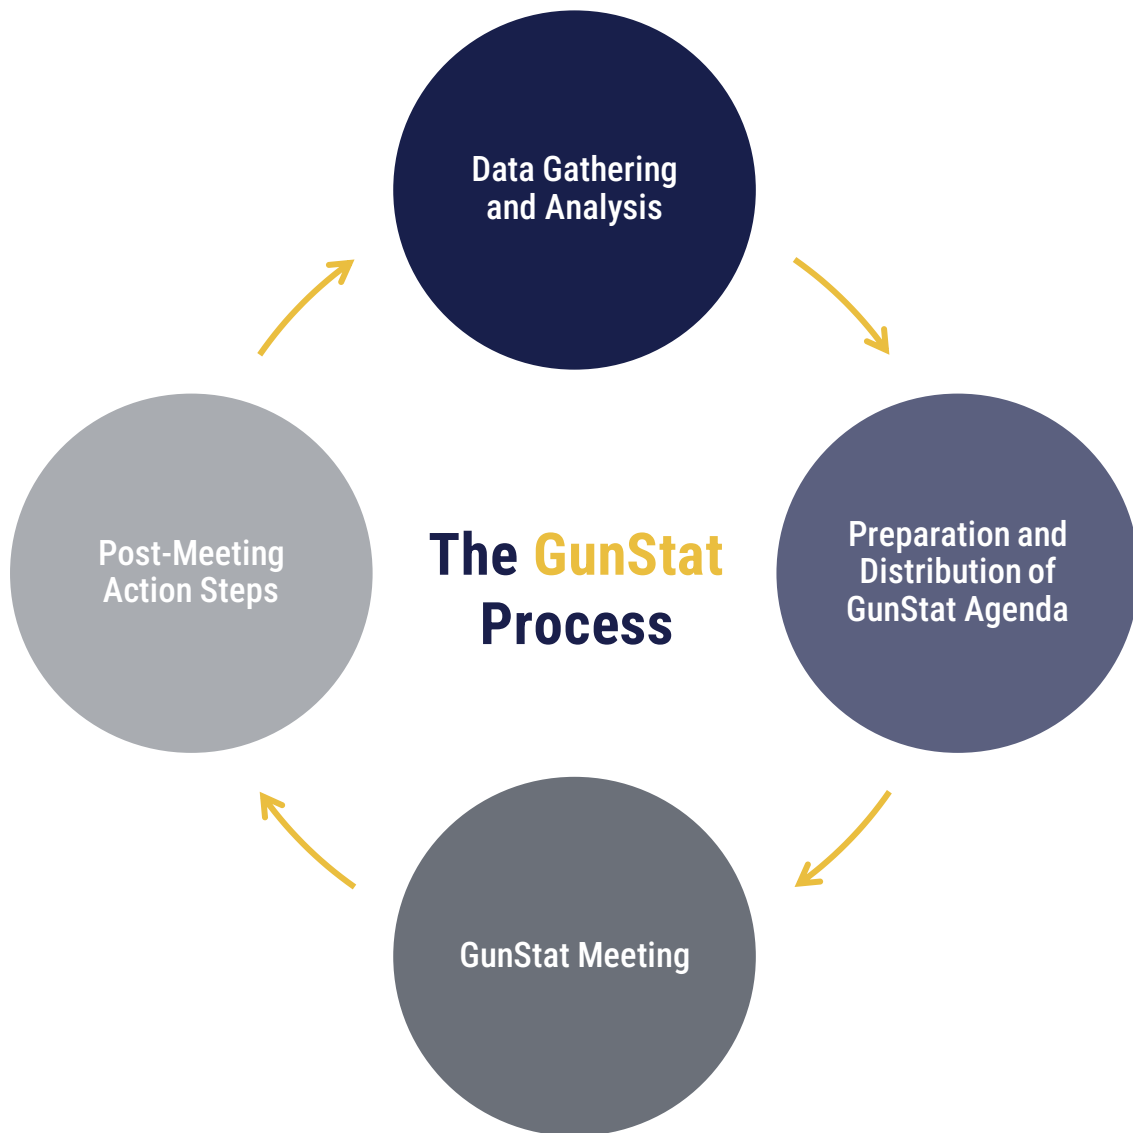 Data Gathering
and Analysis
Preparation and
Distribution of
GunStat Agenda
GunStat Meeting
Post-Meeting
Action Steps
The GunStat
Process